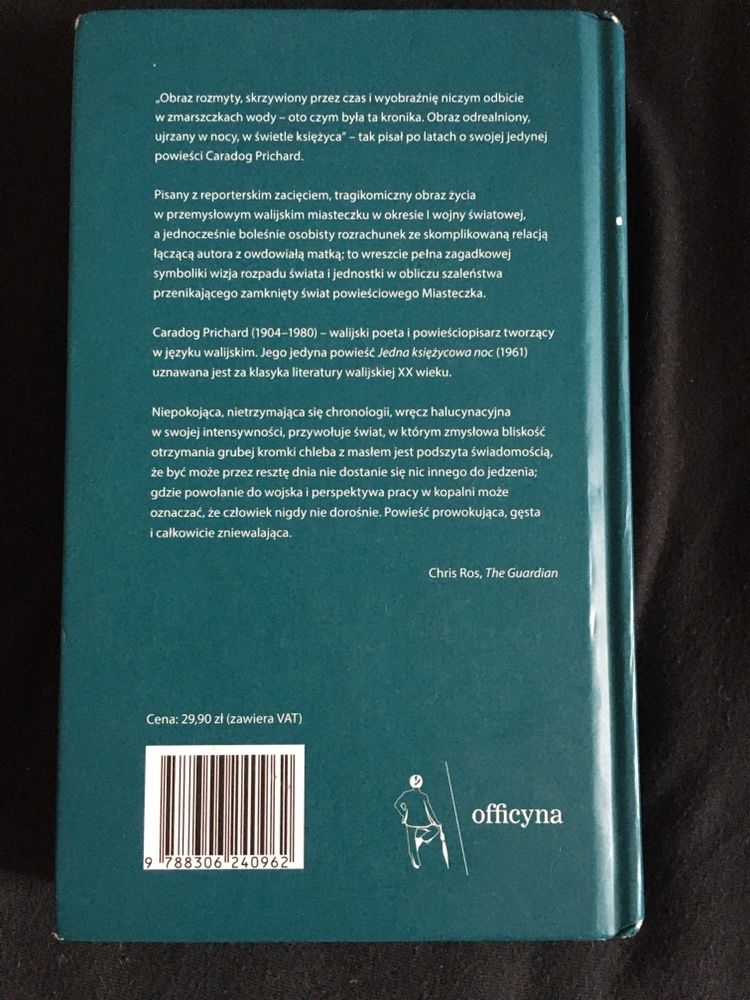 „Obraz rozmyty, skrzywiony przez czas i wyobraźnię niczym odbicie
w zmarszczkach wody – oto czym była ta kronika. Obraz odrealniony,
ujrzany w nocy, w świetle księżyca” – tak pisał po latach o swojej jedynej
powieści Caradog Prichard.
Pisany z reporterskim zacięciem, tragikomiczny obraz życia
w przemysłowym walijskim miasteczku w okresie I wojny światowej,
a jednocześnie boleśnie osobisty rozrachunek ze skomplikowaną relacją
łączącą autora z owdowiałą matką; to wreszcie pełna zagadkowej
symboliki wizja rozpadu świata i jednostki w obliczu szaleństwa
przenikającego zamknięty świat powieściowego Miasteczka.
Caradog Prichard (1904–1980) – walijski poeta i powieściopisarz tworzący
w języku walijskim. Jego jedyna powieść Jedna księżycowa noc (1961)
uznawana jest za klasyka literatury walijskiej XX wieku.
Niepokojąca, nietrzymająca się chronologii, wręcz halucynacyjna
w swojej intensywności, przywołuje świat, w którym zmysłowa bliskość
otrzymania grubej kromki chleba z masłem jest podszyta świadomością,
że być może przez resztę dnia nie dostanie się nic innego do jedzenia;
gdzie powołanie do wojska i perspektywa pracy w kopalni może
oznaczać, że człowiek nigdy nie dorośnie. Powieść prowokująca, gęsta
i całkowicie zniewalająca.
Chris Ros, The Guardian
Cena: 29,90 zł (zawiera VAT)
officyna
9 788306 240962